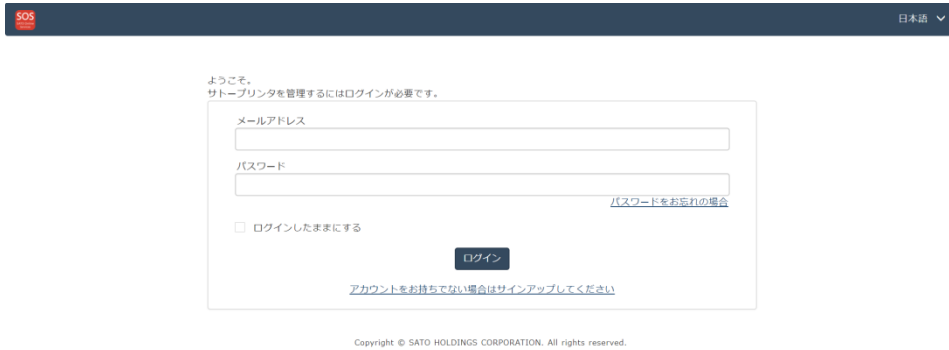 SOS
日本語
ようこそ。
サトープリンタを管理するにはログインが必要です。
メールアドレス
パスワード
パスワードをお忘れの場合
ログインしたままにする
ログイン
アカウントをお持ちでない場合はサインアップしてください
Copyright © SATO HOLDINGS CORPORATION. All rights reserved.